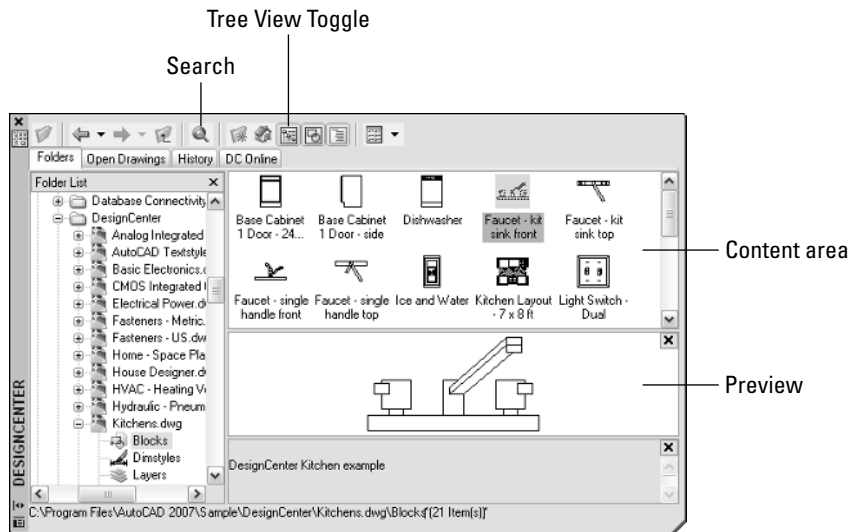 Tree View Toggle
Search
Folders Open Drawings History DC Online
Folder List
Database Connectivity
DesignCenter
Analog Integrated
AutoCAD Textstyle
Basic Electronics.
CMOS Integrated
Electrical Power.d
Fasteners - Metric.
Fasteners - US.dw
Home - Space Pla
House Designer.d
HVAC - Heating Ve
Hydraulic - Pneum
Kitchens.dwg
Blocks
Dimstyles
Layers
Base Cabinet
1 Door - 24...
Base Cabinet
1 Door - side
Dishwasher
Faucet - kit
sink front
Faucet - kit
sink top
Faucet - single
handle front
Faucet - single
handle top
Ice and Water
Kitchen Layout
- 7 x 8 ft
Light Switch -
Dual
Content area
Preview
DesignCenter Kitchen example
DESIGNCENTER
C:\Program Files\AutoCAD 2007\Sample\DesignCenter\Kitchens.dwg\Blocks (21 Item(s))